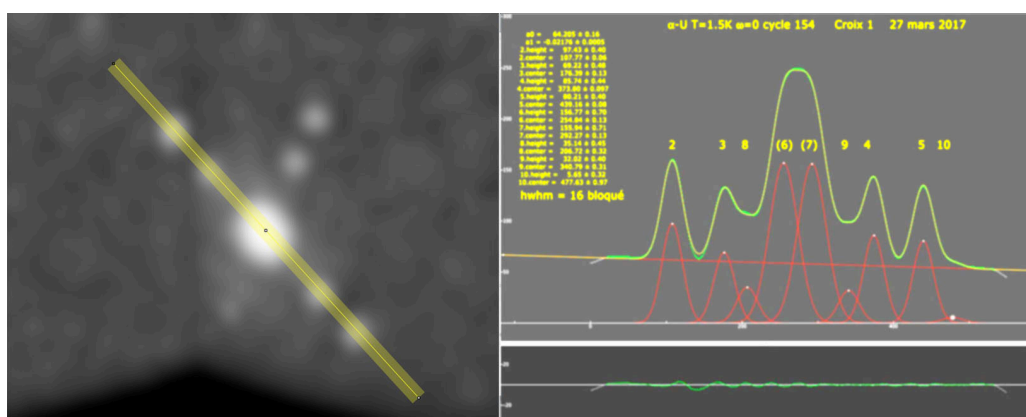 α-U T=1.5K ω=0 cycle 154 Croix 1 27 mars 2017
a0 = 64.205 ± 0.16
a1 = -0.02176 ± 0.0005
2.height = 97.43 ± 0.40
2.center = 107.77 ± 0.06
3.height = 69.22 ± 0.40
3.center = 176.39 ± 0.13
4.height = 85.74 ± 0.44
4.center = 373.80 ± 0.097
5.height = 80.21 ± 0.40
5.center = 439.16 ± 0.08
6.height = 156.77 ± 0.70
6.center = 254.84 ± 0.13
7.height = 155.94 ± 0.71
7.center = 292.27 ± 0.13
8.height = 35.14 ± 0.45
8.center = 206.72 ± 0.32
9.height = 32.02 ± 0.40
9.center = 340.79 ± 0.31
10.height = 5.65 ± 0.32
10.center = 477.63 ± 0.97
hwhm = 16 bloqué
2 3 8 (6) (7) 9 4 5 10
0 200 400